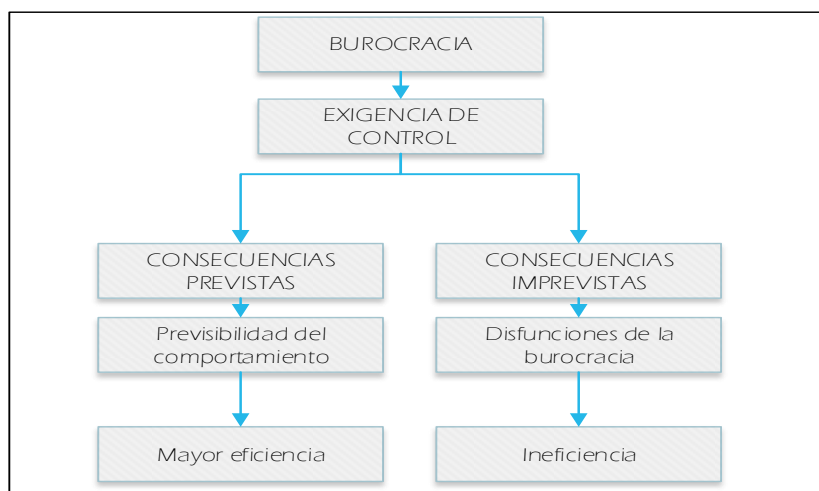 BUROCRACIA
EXIGENCIA DE
CONTROL
CONSECUENCIAS
PREVISTAS
CONSECUENCIAS
IMPREVISTAS
Previsibilidad del
comportamiento
Disfunciones de la
burocracia
Mayor eficiencia
Ineficiencia